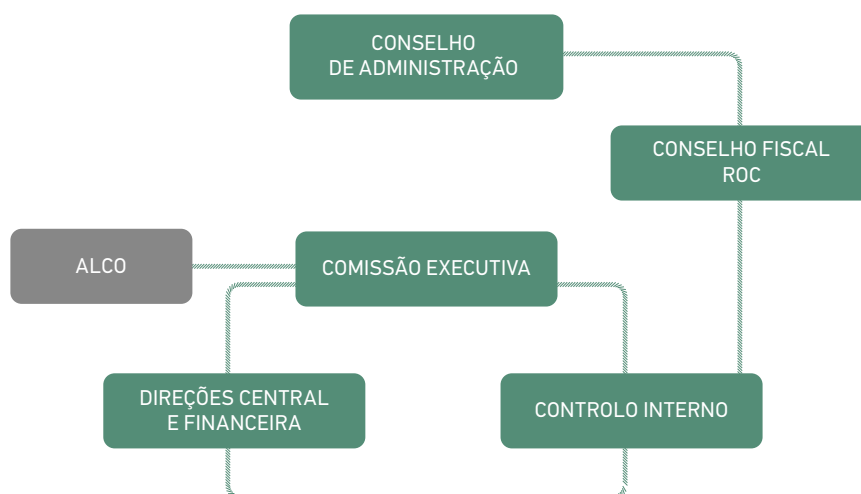 CONSELHO
DE ADMINISTRAÇÃO
CONSELHO FISCAL
ROC
ALCO
COMISSÃO EXECUTIVA
DIREÇÕES CENTRAL
E FINANCEIRA
CONTROLO INTERNO